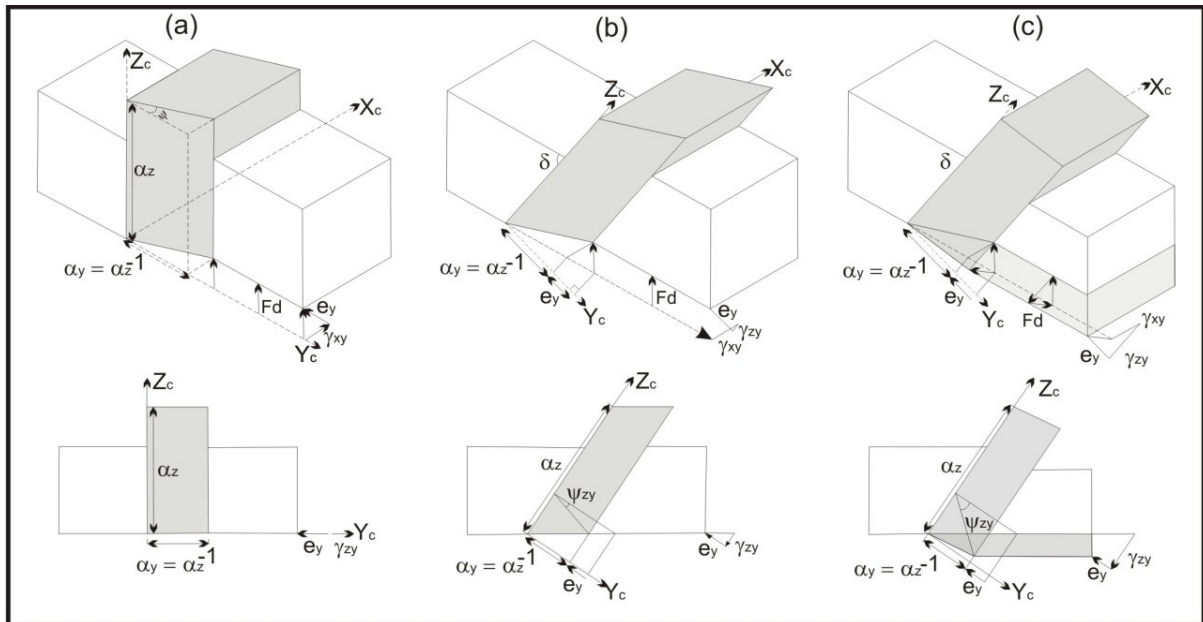 (a)
Zc
Xc
ψ
αz
αy = αz-1
Fd
ey
γxy
Yc
(b)
Xc
Zc
δ
αy = αz-1
ey
Yc
Fd
ey
γzy
γxy
(c)
Xc
Zc
δ
αy = αz-1
ey
Yc
Fd
γxy
ey
γzy
Zc
αz
Yc
ey
γzy
αy = αz-1
Zc
αz
ψzy
ey
γzy
αy = αz-1
ey
Yc
Zc
αz
ψzy
ey
γzy
αy = αz-1
ey
Yc